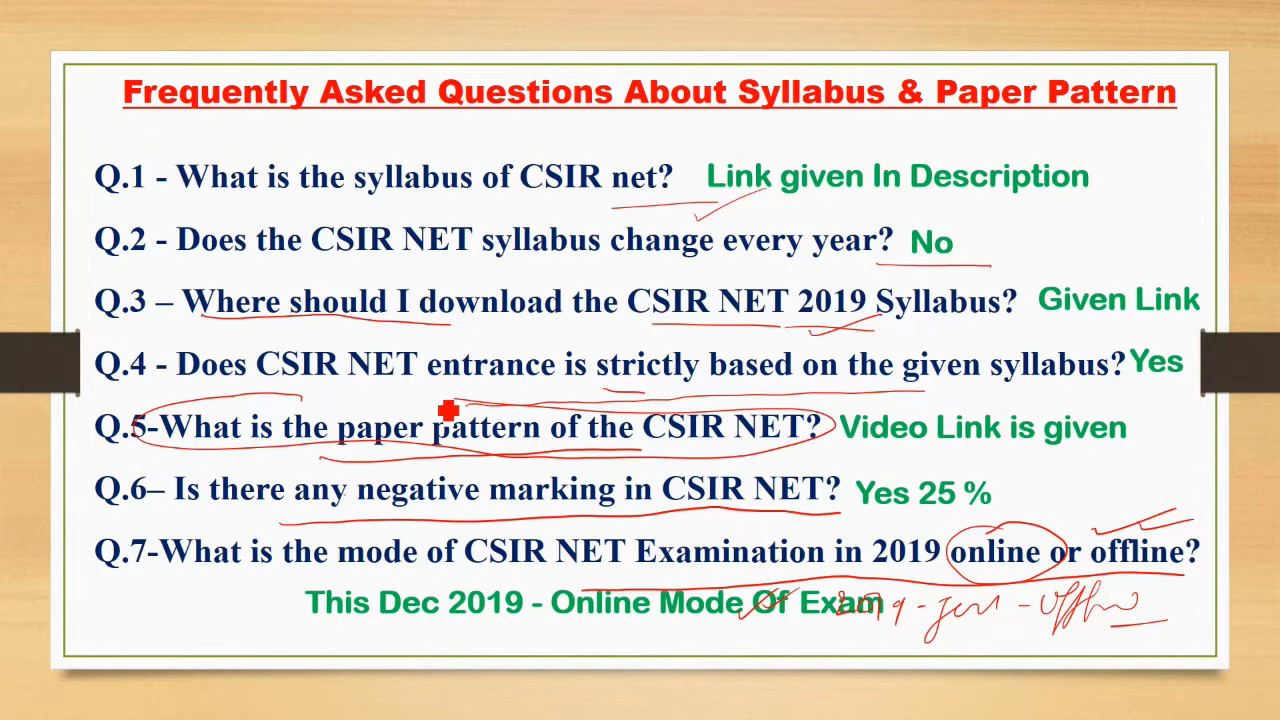 Frequently Asked Questions About Syllabus & Paper Pattern
Q.1 - What is the syllabus of CSIR net? Link given In Description
Q.2 - Does the CSIR NET syllabus change every year? No
Q.3 – Where should I download the CSIR NET 2019 Syllabus? Given Link
Q.4 - Does CSIR NET entrance is strictly based on the given syllabus? Yes
Q.5-What is the paper pattern of the CSIR NET? Video Link is given
Q.6– Is there any negative marking in CSIR NET? Yes 25 %
Q.7-What is the mode of CSIR NET Examination in 2019 online or offline?
This Dec 2019 - Online Mode Of Exam